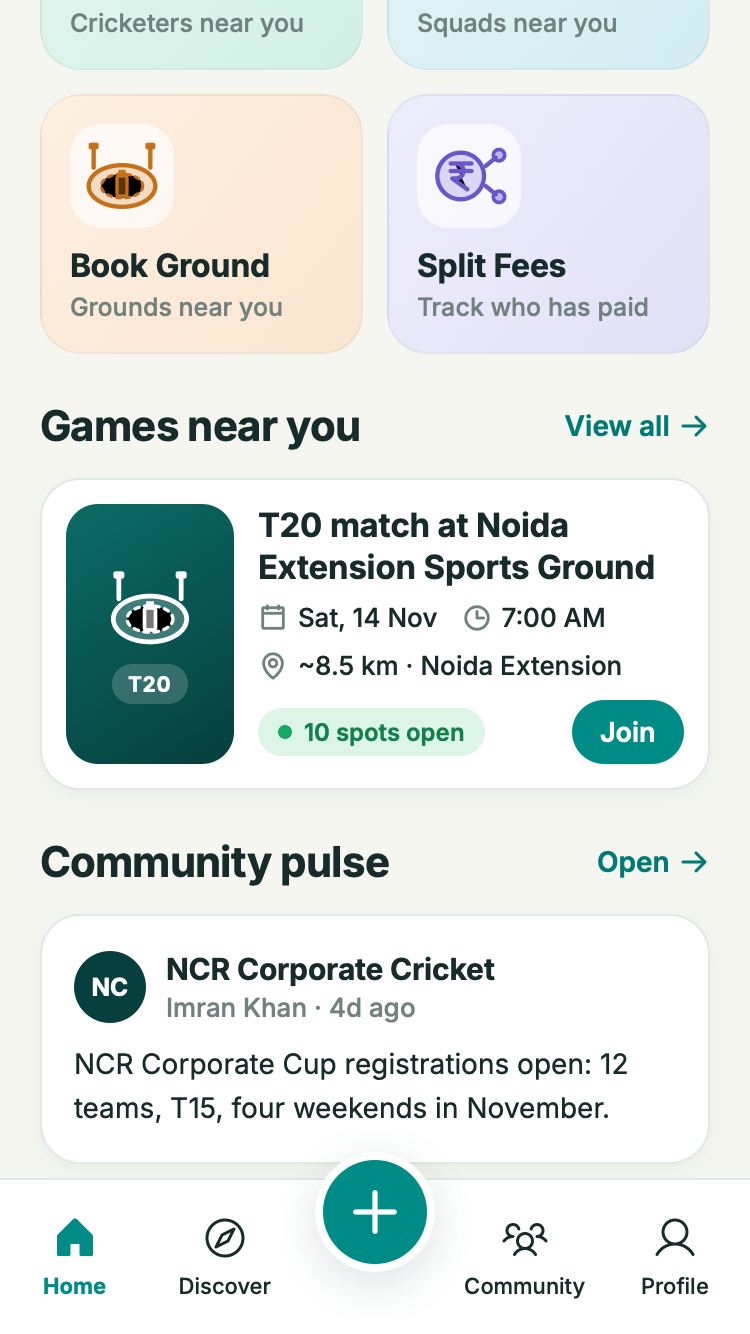 Cricketers near you
Squads near you
₹
Book Ground
Grounds near you
Split Fees
Track who has paid
Games near you
View all →
T20
T20 match at Noida
Extension Sports Ground
Sat, 14 Nov
7:00 AM
~8.5 km · Noida Extension
10 spots open
Join
Community pulse
Open →
NC
NCR Corporate Cricket
Imran Khan · 4d ago
NCR Corporate Cup registrations open: 12
teams, T15, four weekends in November.
Home
Discover
Community
Profile